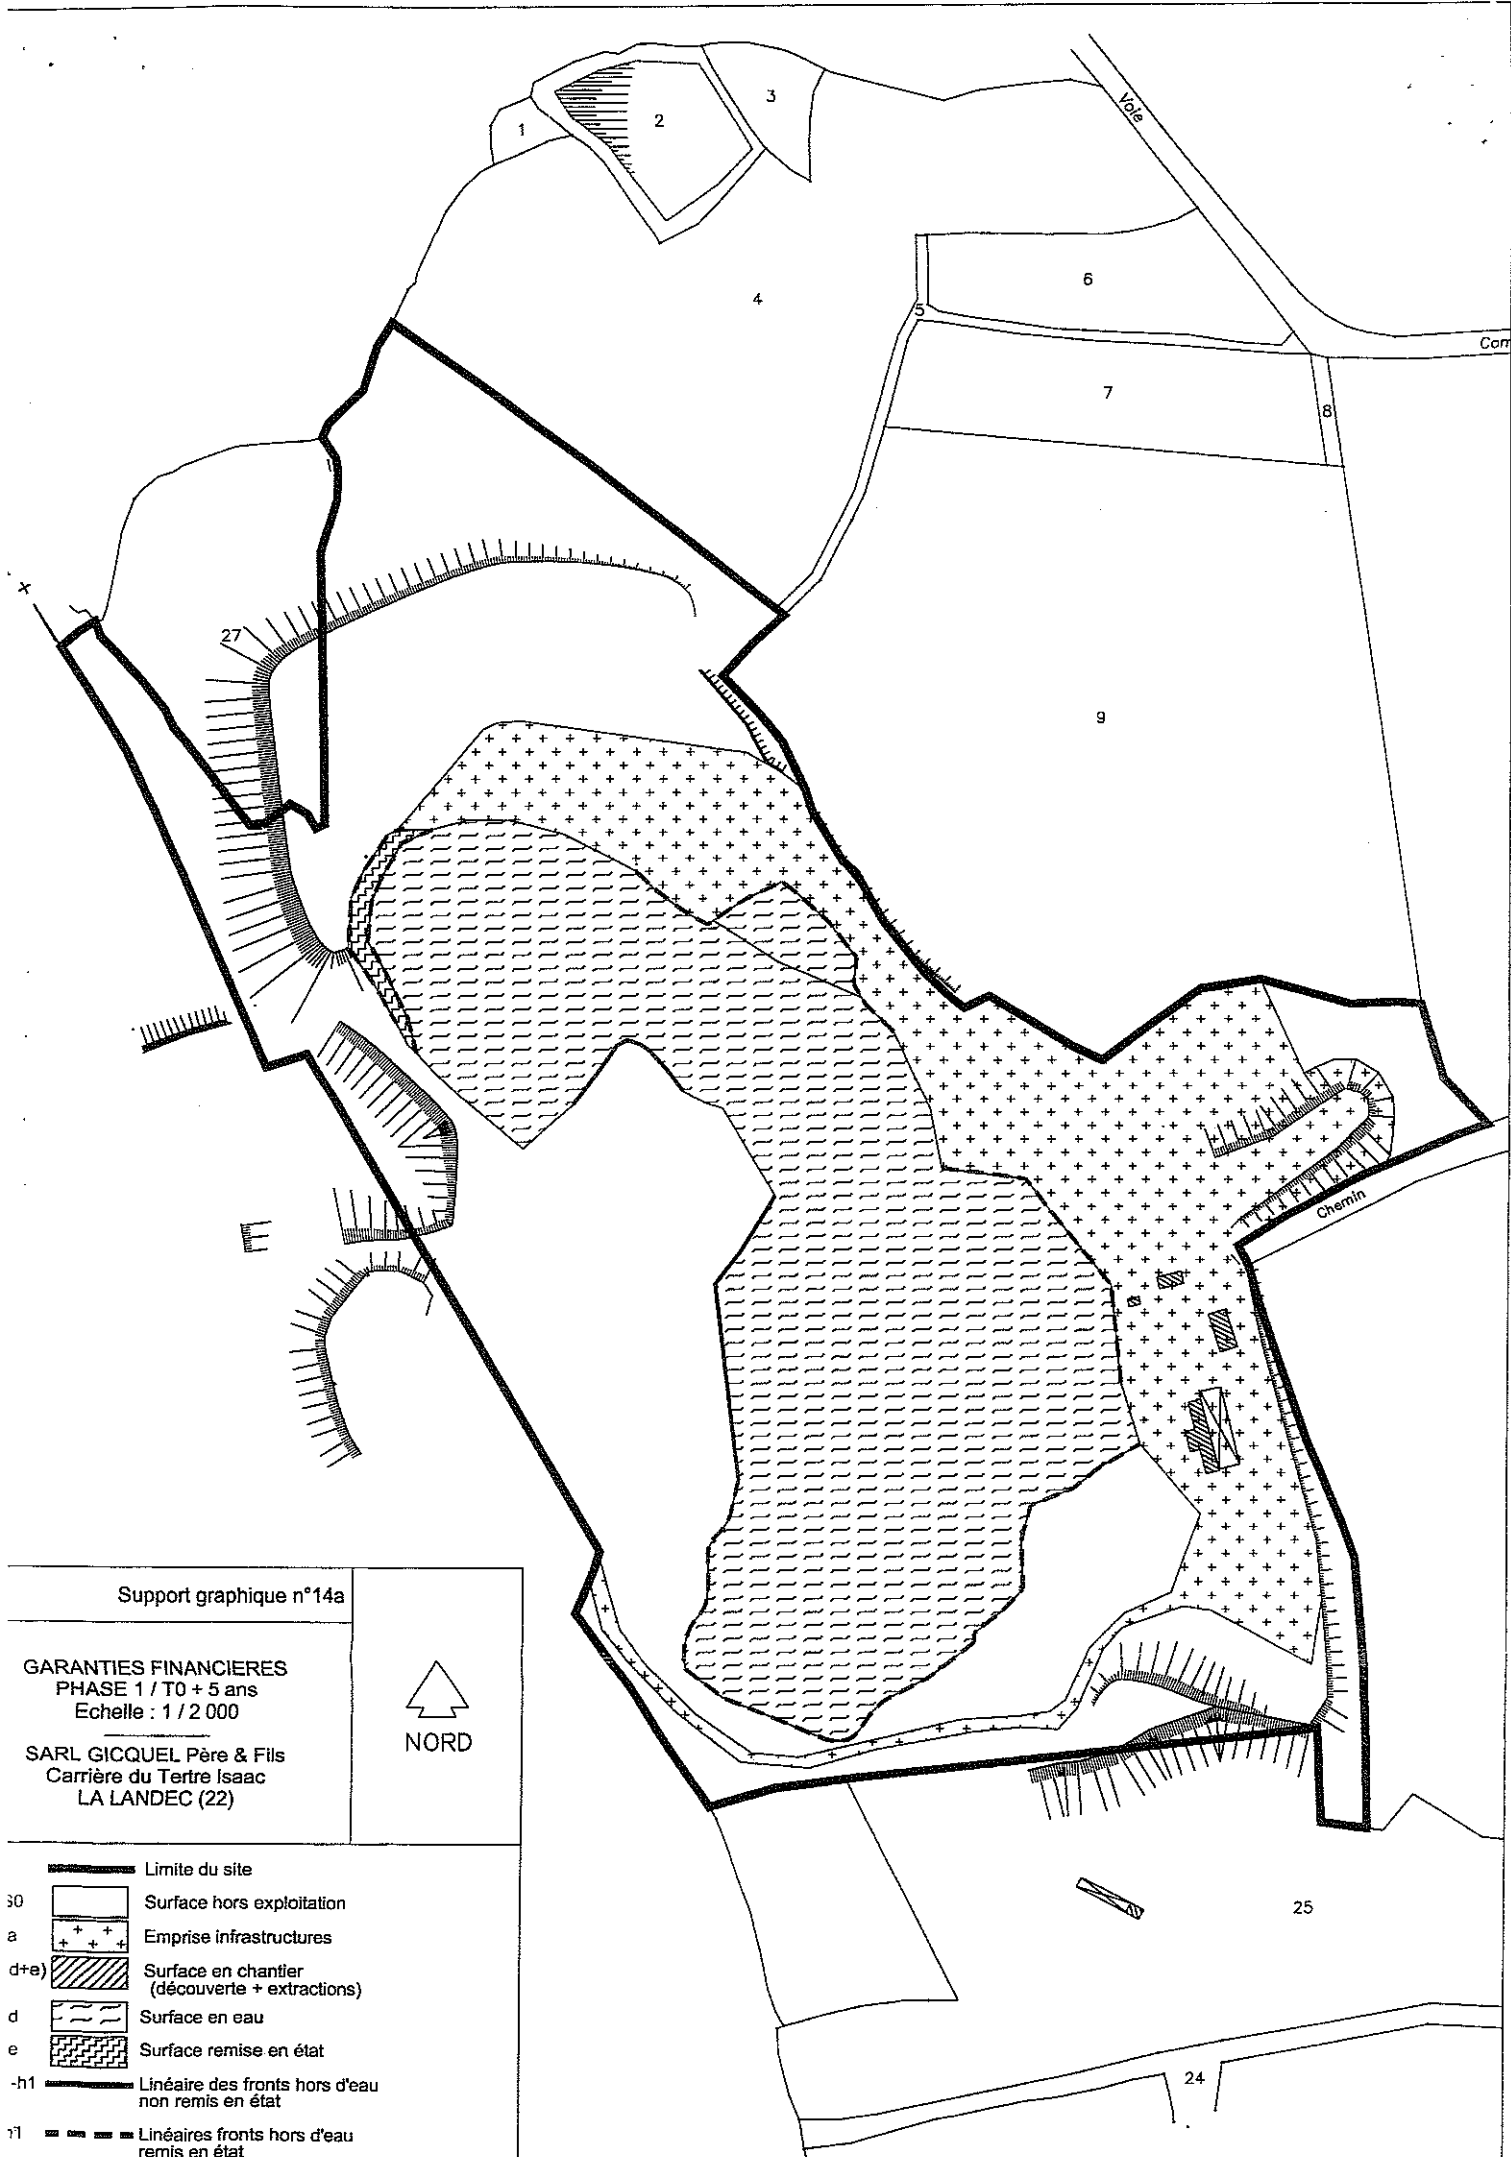 Voie
1
2
3
4
5
6
7
8
9
27
Chemin
25
24
Support graphique n°14a
GARANTIES FINANCIERES
PHASE 1 / T0 + 5 ans
Echelle : 1 / 2 000
SARL GICQUEL Père & Fils
Carrière du Tertre Isaac
LA LANDEC (22)
NORD
Limite du site
Surface hors exploitation
a
Emprise infrastructures
d+e)
Surface en chantier
(découverte + extractions)
d
Surface en eau
e
Surface remise en état
-h1
Linéaire des fronts hors d'eau
non remis en état
Linéaires fronts hors d'eau
remis en état